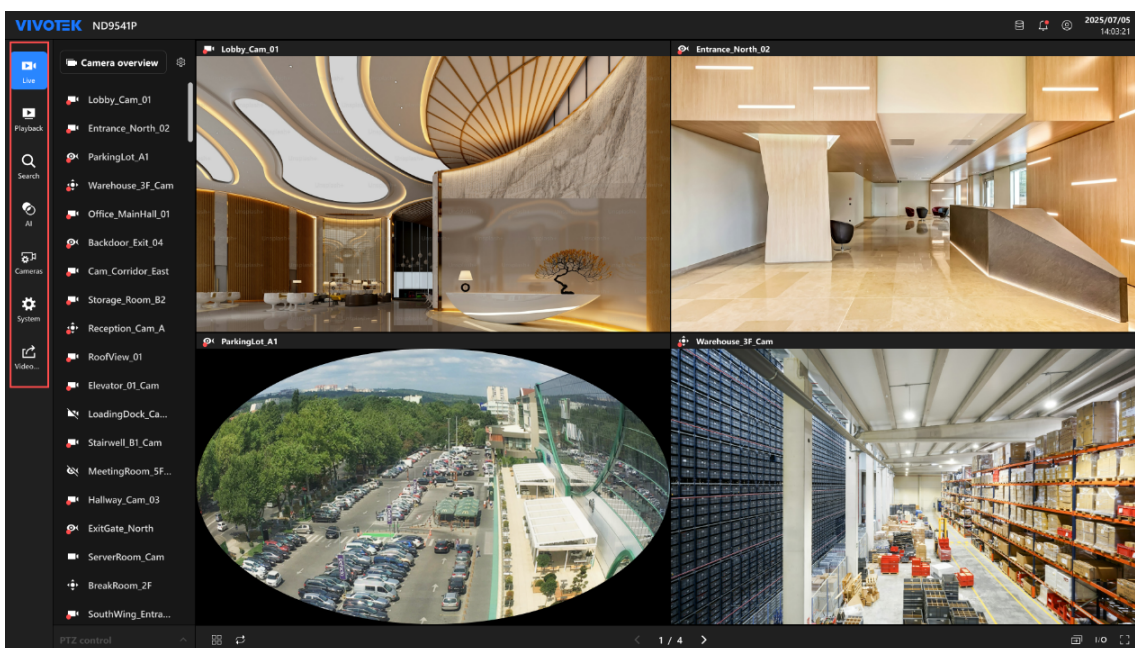 VIVOTEK ND9541P
2025/07/05
14:03:21
Live
Playback
Search
AI
Cameras
System
Video...
Camera overview
Lobby_Cam_01
Entrance_North_02
ParkingLot_A1
Warehouse_3F_Cam
Office_MainHall_01
Backdoor_Exit_04
Cam_Corridor_East
Storage_Room_B2
Reception_Cam_A
RoofView_01
Elevator_01_Cam
LoadingDock_Ca...
Stairwell_B1_Cam
MeetingRoom_5F...
Hallway_Cam_03
ExitGate_North
ServerRoom_Cam
BreakRoom_2F
SouthWing_Entra...
PTZ control
Lobby_Cam_01
Entrance_North_02
ParkingLot_A1
Warehouse_3F_Cam
1 / 4
I/O